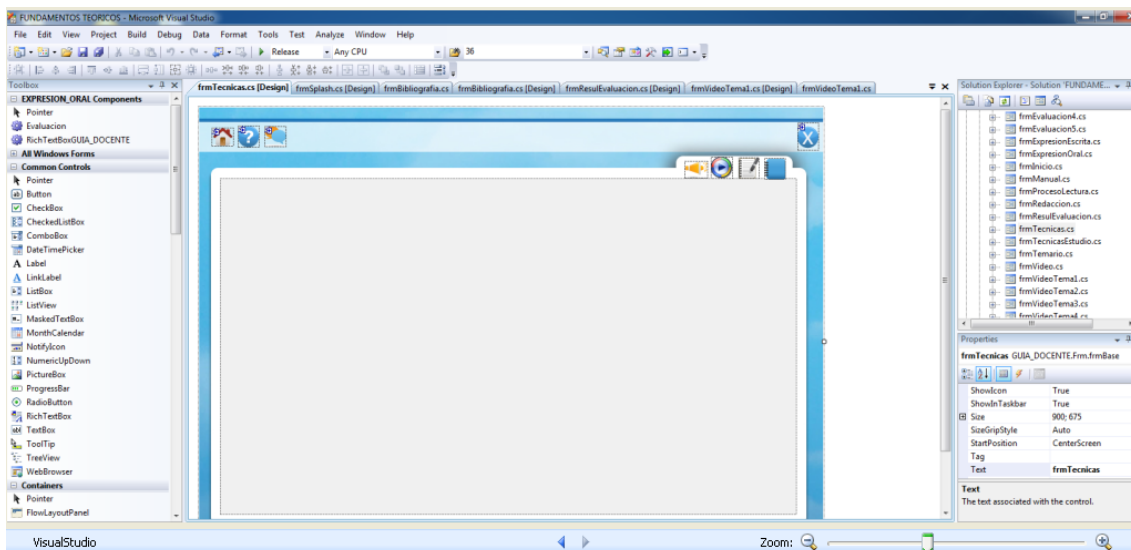 FUNDAMENTOS TEORICOS - Microsoft Visual Studio
File Edit View Project Build Debug Data Format Tools Test Analyze Window Help
Release Any CPU 36
Toolbox
EXPRESION_ORAL Components
Pointer
Evaluacion
RichTextBoxGUIA_DOCENTE
All Windows Forms
Common Controls
Pointer
Button
CheckBox
CheckedListBox
ComboBox
DateTimePicker
A Label
A LinkLabel
ListBox
ListView
MaskedTextBox
MonthCalendar
NotifyIcon
NumericUpDown
PictureBox
ProgressBar
RadioButton
RichTextBox
TextBox
ToolTip
TreeView
WebBrowser
Containers
Pointer
FlowLayoutPanel
frmTecnicas.cs [Design] frmSplash.cs [Design] frmBibliografia.cs frmBibliografia.cs [Design] frmResulEvaluacion.cs [Design] frmVideoTema1.cs [Design] frmVideoTema1.cs
Solution Explorer - Solution 'FUNDAME...
frmEvaluacion4.cs
frmEvaluacion5.cs
frmExpresionEscrita.cs
frmExpresionOral.cs
frmInicio.cs
frmManual.cs
frmProcesoLectura.cs
frmRedaccion.cs
frmResulEvaluacion.cs
frmTecnicas.cs
frmTecnicasEstudio.cs
frmTemario.cs
frmVideo.cs
frmVideoTema1.cs
frmVideoTema2.cs
frmVideoTema3.cs
frmVideoTema4.cs
Properties
frmTecnicas GUIA_DOCENTE.Frm.frmBase
ShowIcon True
ShowInTaskbar True
Size 900; 675
SizeGripStyle Auto
StartPosition CenterScreen
Tag
Text frmTecnicas
Text
The text associated with the control.
VisualStudio Zoom: